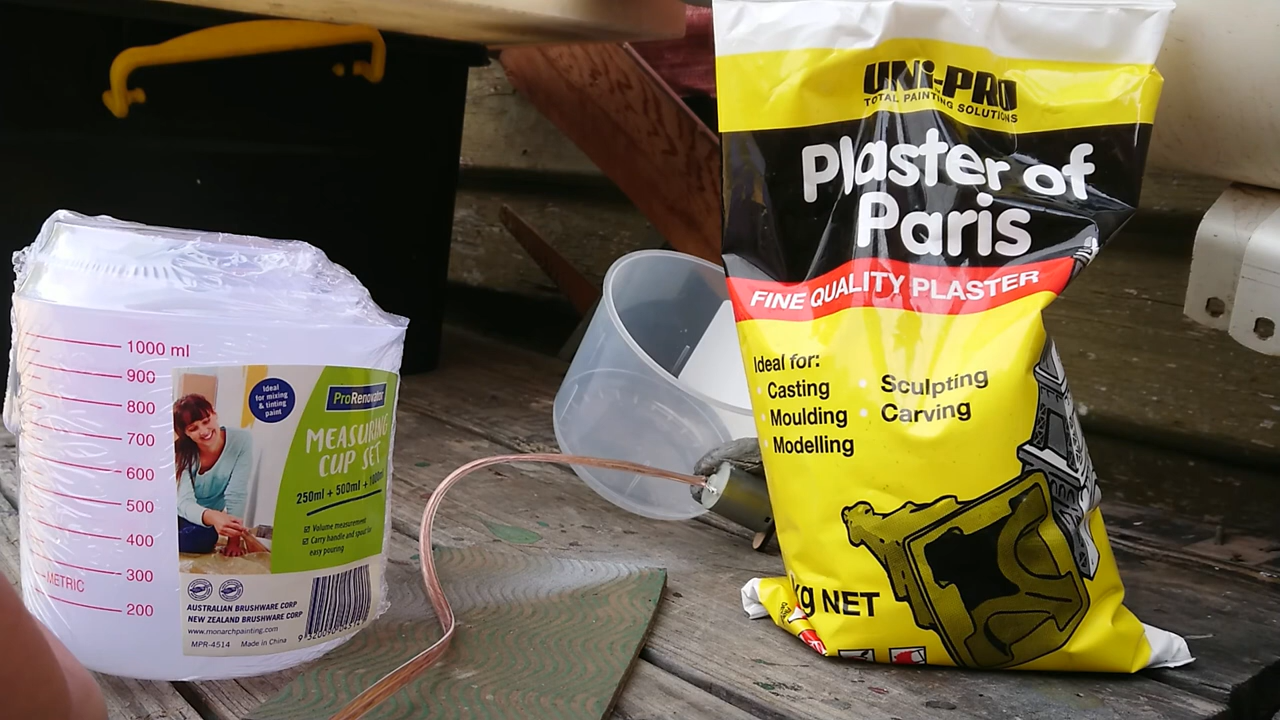 1000 ml
900
800
700
600
500
400
300
METRIC
200
Ideal
for mixing
& tinting
paint
ProRenovator
MEASURING
CUP SET
250ml + 500ml + 1000ml
Volume measurement
Carry handle and spout for
easy pouring
AUSTRALIAN BRUSHWARE CORP
NEW ZEALAND BRUSHWARE CORP
www.monarchpainting.com
MPR-4514 Made in China
UNi-PRO
TOTAL PAINTING SOLUTIONS
Plaster of
Paris
FINE QUALITY PLASTER
Ideal for:
Casting
Moulding
Modelling
Sculpting
Carving
kg NET